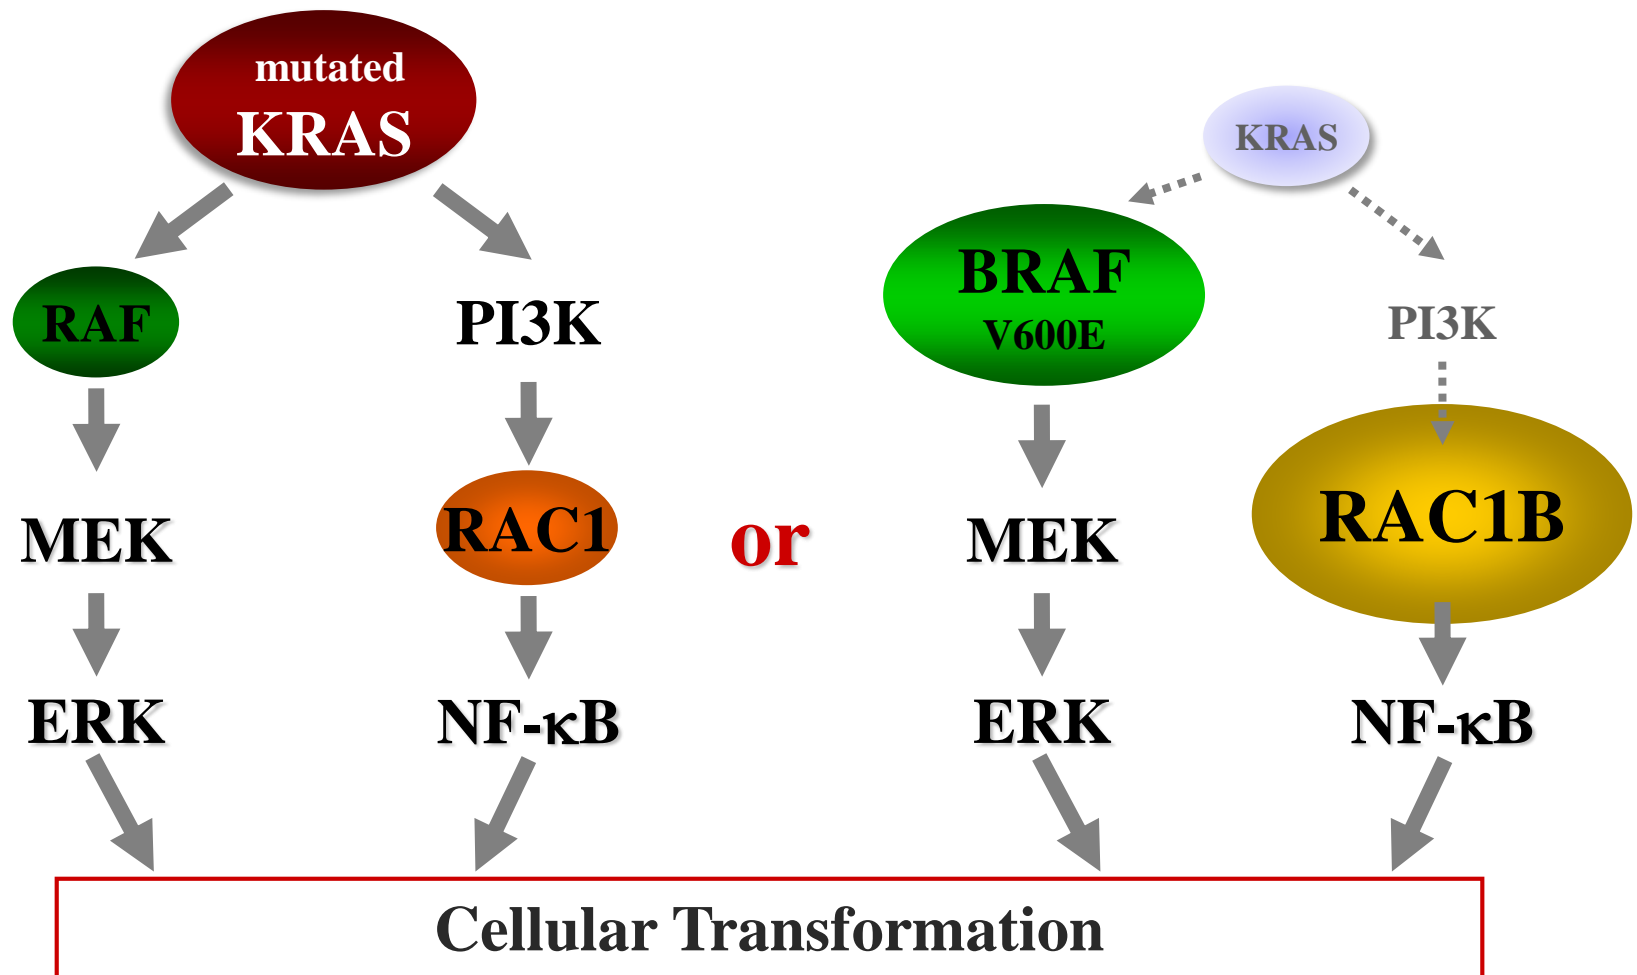 mutated
KRAS
RAF
PI3K
MEK
RAC1
ERK
NF-κB
or
KRAS
BRAF
V600E
PI3K
MEK
RAC1B
ERK
NF-κB
Cellular Transformation